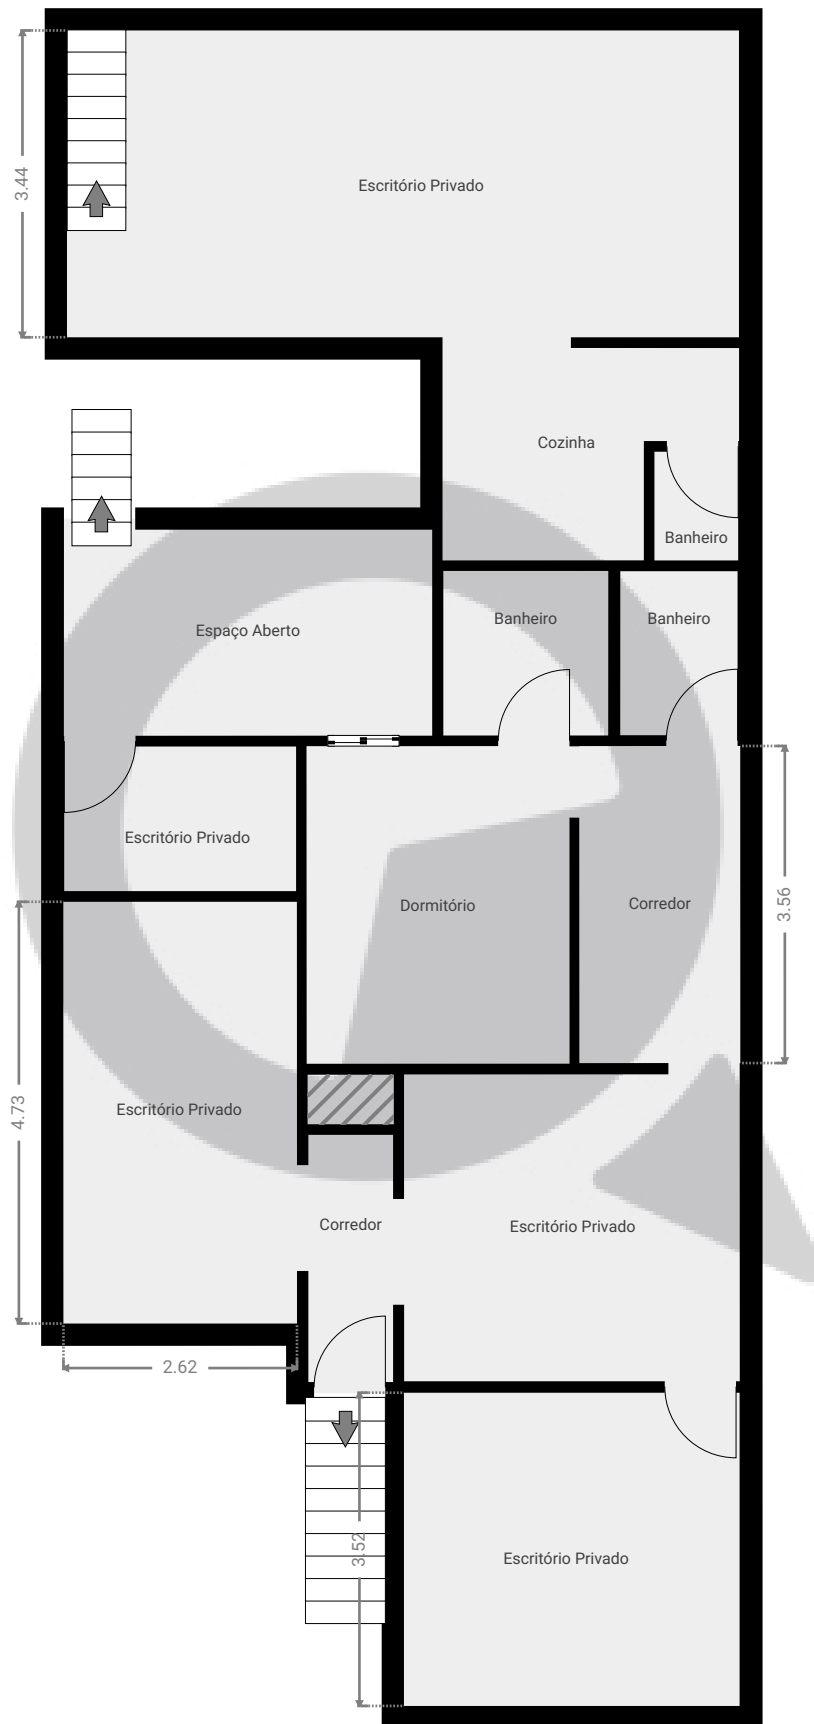 3.44
Escritório Privado
Cozinha
Banheiro
Banheiro
Banheiro
Espaço Aberto
Escritório Privado
Dormitório
Corredor
3.56
4.73
Escritório Privado
Corredor
Escritório Privado
2.62
3.52
Escritório Privado